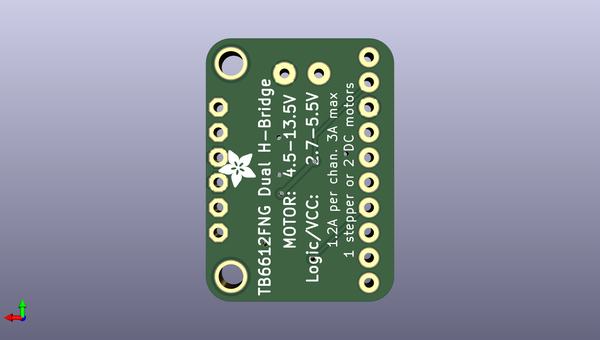 TB6612FNG Dual H-Bridge
MOTOR: 4.5-13.5V
Logic/VCC: 2.7-5.5V
1.2A per chan. 3A max
1 stepper or 2 DC motors